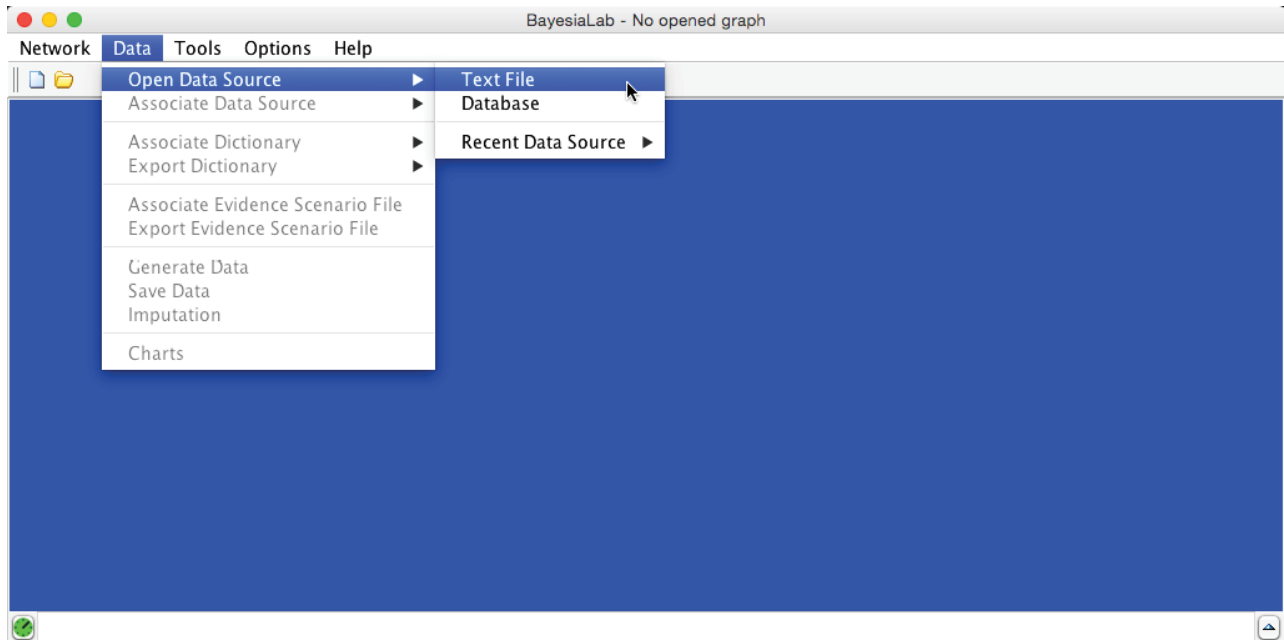 BayesiaLab - No opened graph
Network Data Tools Options Help
Open Data Source
Associate Data Source
Associate Dictionary
Export Dictionary
Associate Evidence Scenario File
Export Evidence Scenario File
Generate Data
Save Data
Imputation
Charts
Text File
Database
Recent Data Source